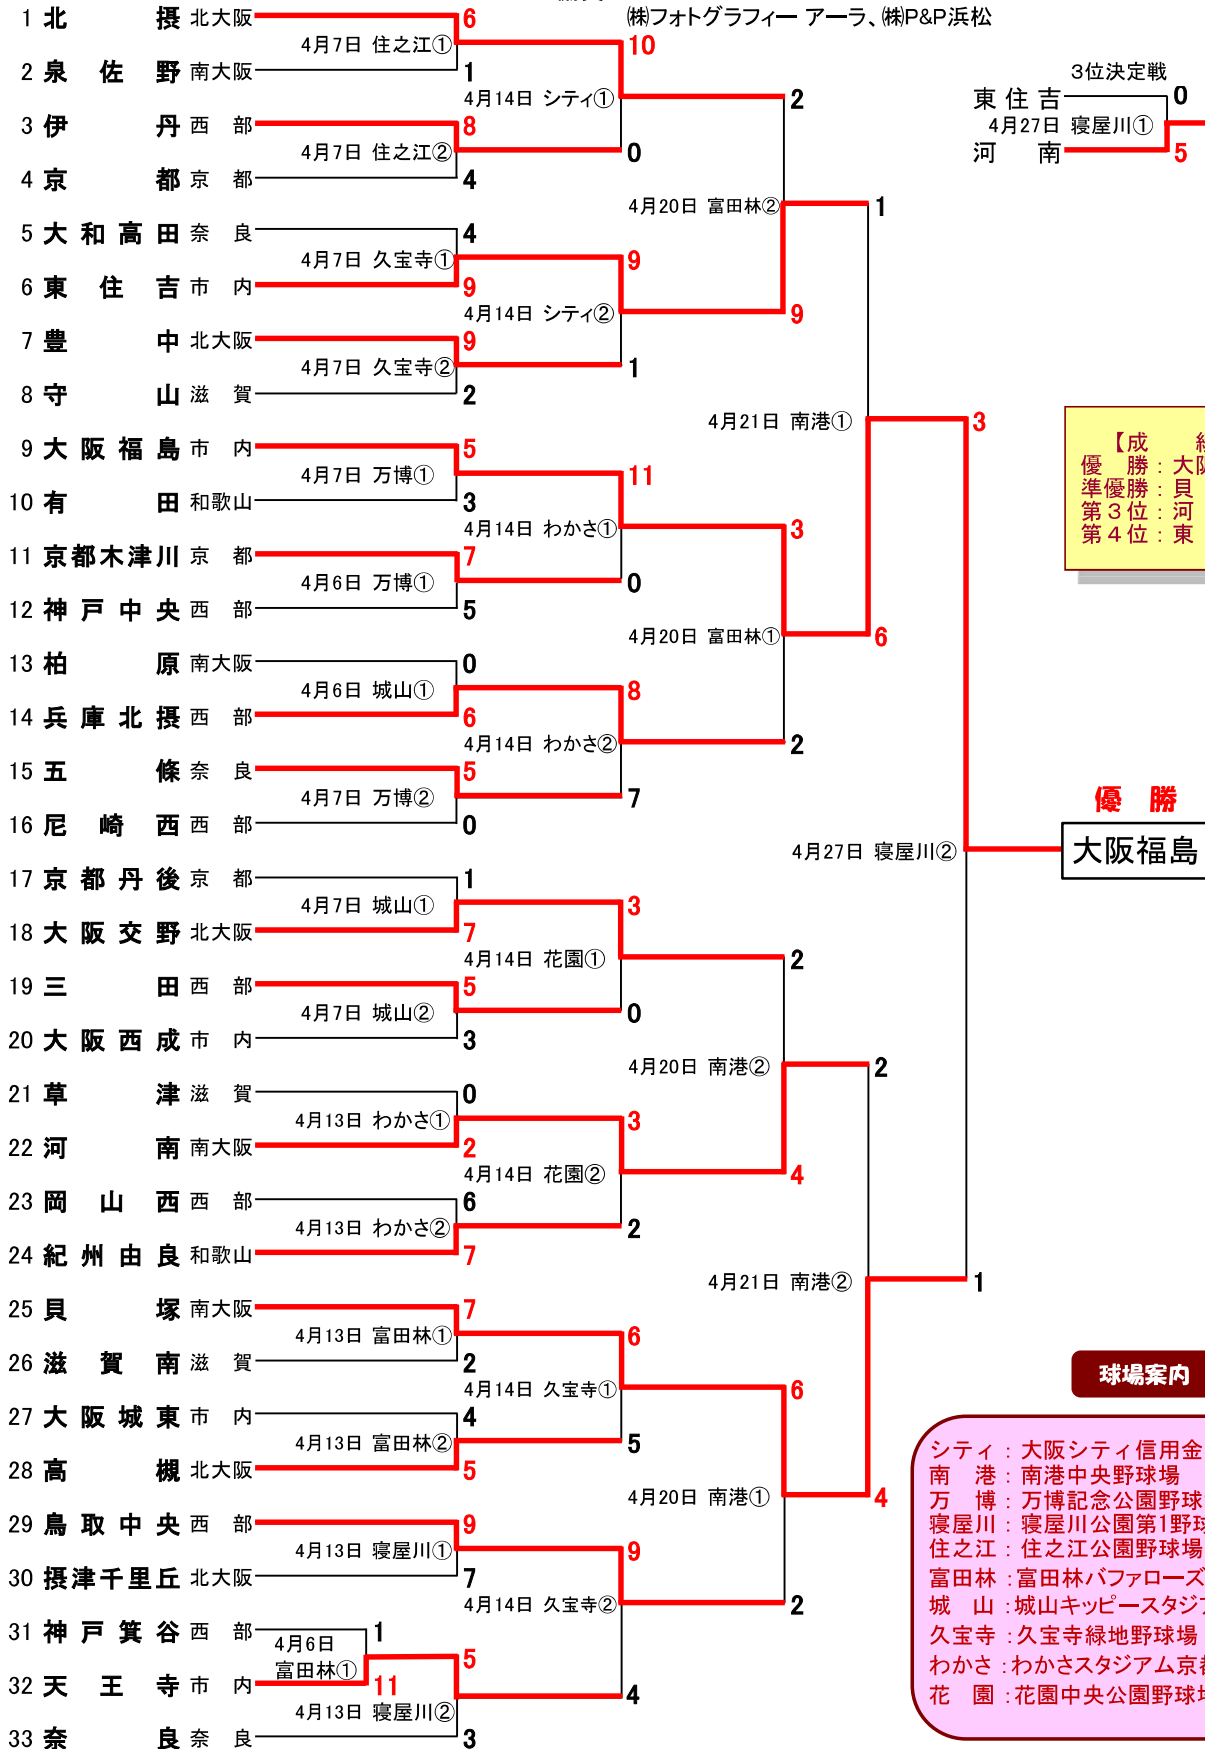 ㈱フォトグラフィー アーラ、㈱P&P浜松
1 北摂 北大阪 6
4月7日 住之江① 10
2 泉佐野 南大阪 1
4月14日 シティ① 2
3 伊丹 西部 8
4月7日 住之江② 0
4 京都 京都 4
4月20日 富田林② 1
5 大和高田 奈良 4
4月7日 久宝寺① 9
6 東住吉 市内 9
4月14日 シティ② 9
7 豊中 北大阪 9
4月7日 久宝寺② 1
8 守山 滋賀 2
4月21日 南港① 3
9 大阪福島 市内 5
4月7日 万博① 11
10 有田 和歌山 3
4月14日 わかさ① 3
11 京都木津川 京都 7
4月6日 万博① 0
12 神戸中央 西部 5
4月20日 富田林① 6
13 柏原 南大阪 0
4月6日 城山① 8
14 兵庫北摂 西部 6
4月14日 わかさ② 2
15 五條 奈良 5
4月7日 万博② 7
16 尼崎西 西部 0
4月27日 寝屋川②
17 京都丹後 京都 1
4月7日 城山① 3
18 大阪交野 北大阪 7
4月14日 花園① 2
19 三田 西部 5
4月7日 城山② 0
20 大阪西成 市内 3
4月20日 南港② 2
21 草津 滋賀 0
4月13日 わかさ① 3
22 河南 南大阪 2
4月14日 花園② 4
23 岡山西 西部 6
4月13日 わかさ② 2
24 紀州由良 和歌山 7
4月21日 南港② 1
25 貝塚 南大阪 7
4月13日 富田林① 6
26 滋賀南 滋賀 2
4月14日 久宝寺① 6
27 大阪城東 市内 4
4月13日 富田林② 5
28 高槻 北大阪 5
4月20日 南港① 4
29 鳥取中央 西部 9
4月13日 寝屋川① 9
30 摂津千里丘 北大阪 7
4月14日 久宝寺② 2
31 神戸箕谷 西部 1
4月6日
富田林① 5
32 天王寺 市内 11
4月13日 寝屋川② 4
33 奈良 奈良 3
3位決定戦
東住吉 0
4月27日 寝屋川①
河南 5
【成
優勝：大阪
準優勝：貝
第3位：河
第4位：東
優勝
大阪福島
球場案内
シティ：大阪シティ信用金
南港：南港中央野球場
万博：万博記念公園野球
寝屋川：寝屋川公園第1野球
住之江：住之江公園野球場
富田林：富田林バファローズ
城山：城山キッピースタジア
久宝寺：久宝寺緑地野球場
わかさ：わかさスタジアム京都
花園：花園中央公園野球場